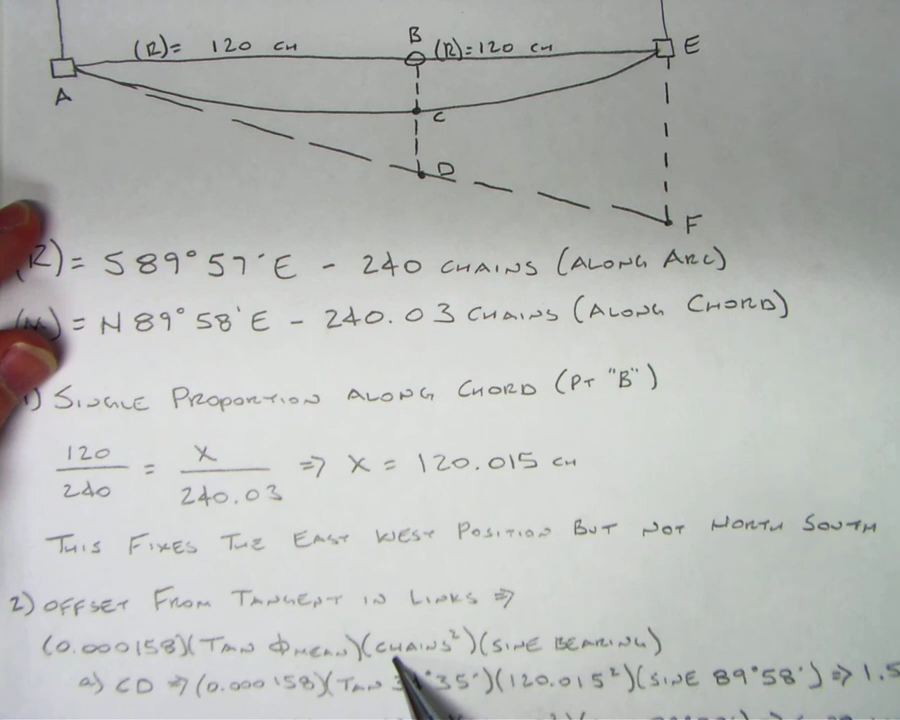 B
(R)= 120 CH (R)=120 CH E
A
C
D
F
(R)= S89°57'E - 240 CHAINS (ALONG ARC)
= N89°58'E - 240.03 CHAINS (ALONG CHORD)
1) SINGLE PROPORTION ALONG CHORD (PT "B")
120/240 = X/240.03 => X = 120.015 CH
THIS FIXES THE EAST WEST POSITION BUT NOT NORTH SOUTH
2) OFFSET FROM TANGENT IN LINKS =>
(0.000158)(TAN ΦMEAN)(CHAINS²)(SINE BEARING)
a) CD => (0.000158)(TAN 35')(120.015²)(SINE 89°58') => 1.5